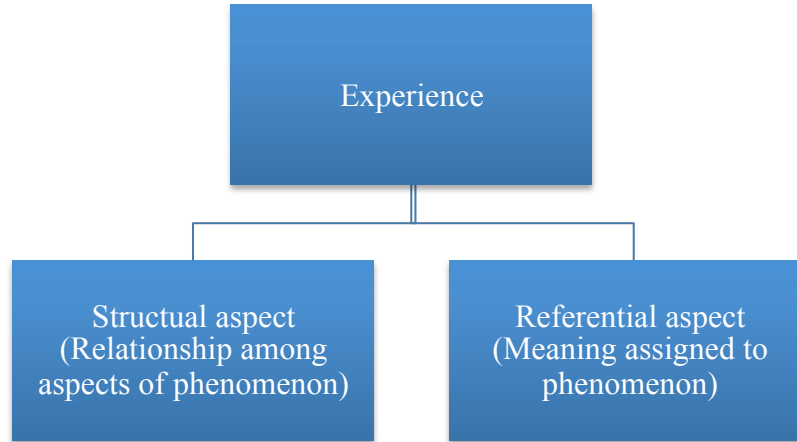 Experience
Structual aspect
(Relationship among
aspects of phenomenon)
Referential aspect
(Meaning assigned to
phenomenon)